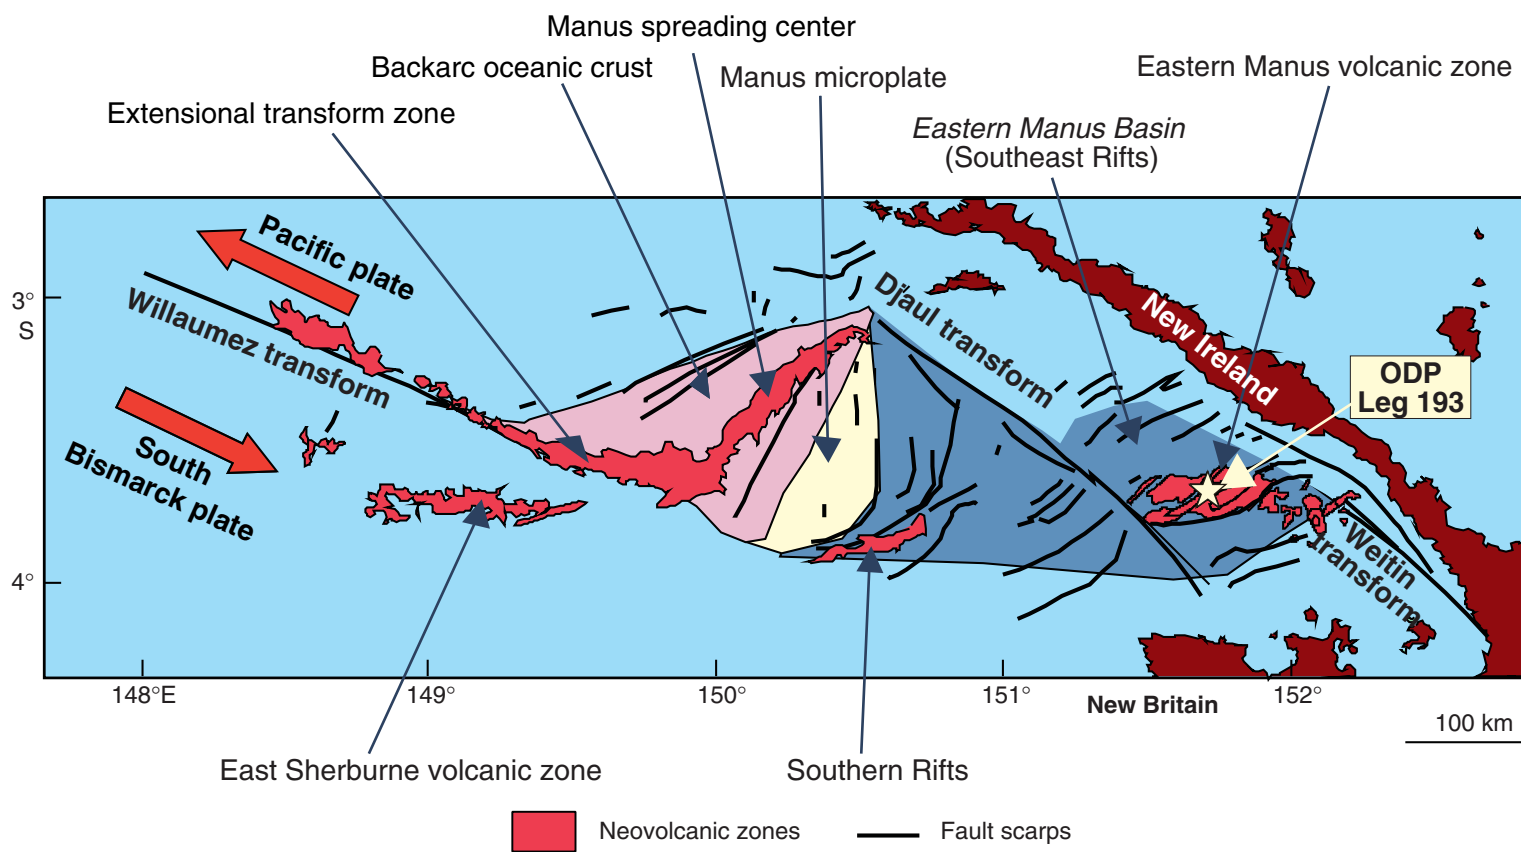 Manus spreading center
Backarc oceanic crust
Manus microplate
Eastern Manus volcanic zone
Extensional transform zone
Eastern Manus Basin
(Southeast Rifts)
Pacific plate
Willaumez transform
Djaul transform
New Ireland
ODP
Leg 193
South
Bismarck plate
Weitin
transform
3°
S
4°
148°E
149°
150°
151°
152°
New Britain
100 km
East Sherburne volcanic zone
Southern Rifts
Neovolcanic zones
Fault scarps